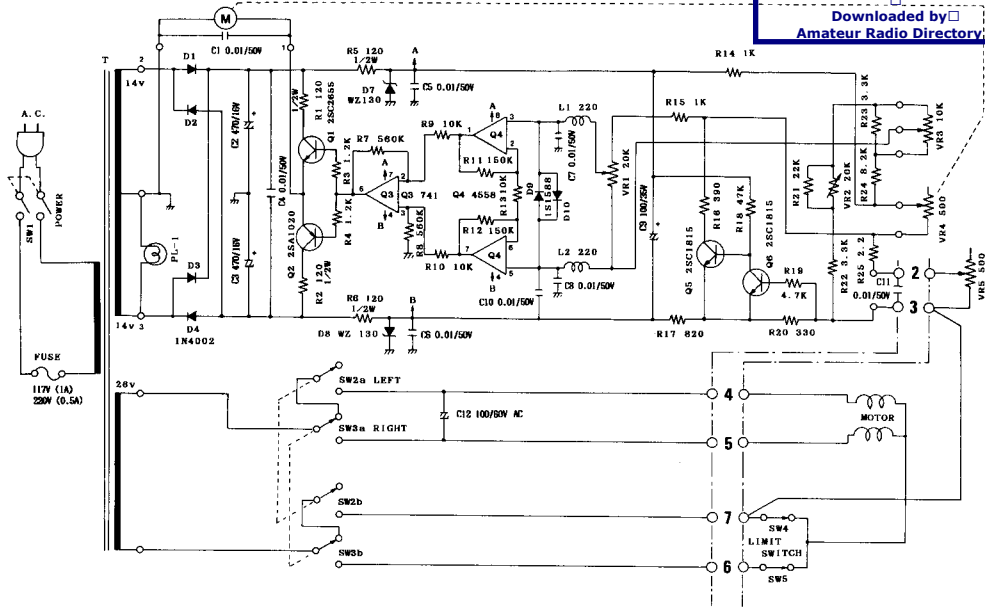 Downloaded by□
Amateur Radio Directory
M
C1 0.01/50V
T
2
14v
D1
D2
A.C.
SW1
POWER
PL-1
D3
14v 3
D4
1N4002
FUSE
117V (1A)
220V (0.5A)
26v
C2 470/16V
C3 470/16V
C4 0.01/50V
1
1/2W
R1 120
Q1 2SC2655
R3 1.2K
R4 1.2K
Q2 2SA1020
R2 120
1/2W
R5 120
1/2W
A
D7
WZ130
C5 0.01/50V
R7 560K
A
7
2
6
Q3
3
4
B
Q3 741
R8 560K
R9 10K
R10 10K
R6 120
1/2W
B
D8 WZ 130
C6 0.01/50V
A
8
1
3
2
Q4
R11 150K
R13 10K
Q4 4558
R12 150K
7
6
5
Q4
4
B
C10 0.01/50V
L1 220
C7 0.01/50V
D9
1S1588
D10
L2 220
C8 0.01/50V
VR1 20K
C9 100/35V
R14 1K
R15 1K
R16 390
R18 47K
2SC1815
Q5
Q6 2SC1815
R19
4.7K
R17 820
R20 330
R21 22K
VR2 20K
R22 3.3K
R23 3.3K
VR3 10K
R24 8.2K
VR4 500
R25 2.2
C11
0.01/50V
2
3
VR5 500
SW2a LEFT
SW3a RIGHT
C12 100/60V AC
4
5
MOTOR
SW2b
SW3b
7
6
SW4
LIMIT
SWITCH
SW5